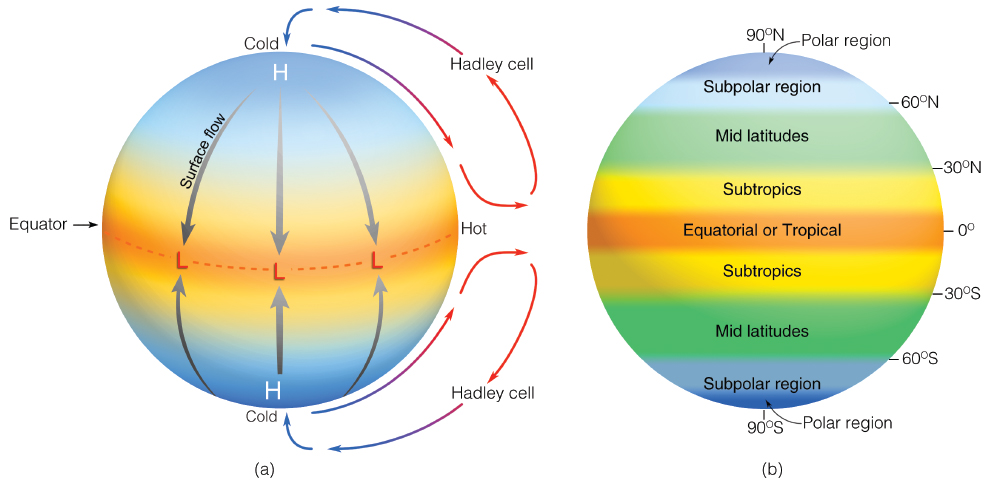 Cold
H
Hadley cell
Surface flow
Equator
Hot
L
L
L
H
Cold
Hadley cell
(a)
90°N
Polar region
Subpolar region
60°N
Mid latitudes
30°N
Subtropics
Equatorial or Tropical
0°
Subtropics
30°S
Mid latitudes
60°S
Subpolar region
Polar region
90°S
(b)